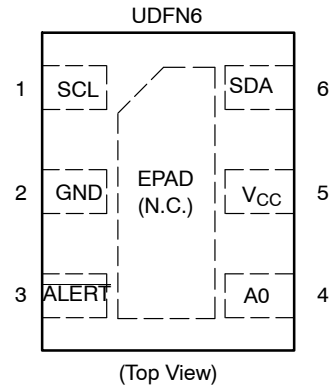 UDFN6
1 SCL SDA 6
2 GND EPAD (N.C.) VCC 5
3 ALERT A0 4
(Top View)